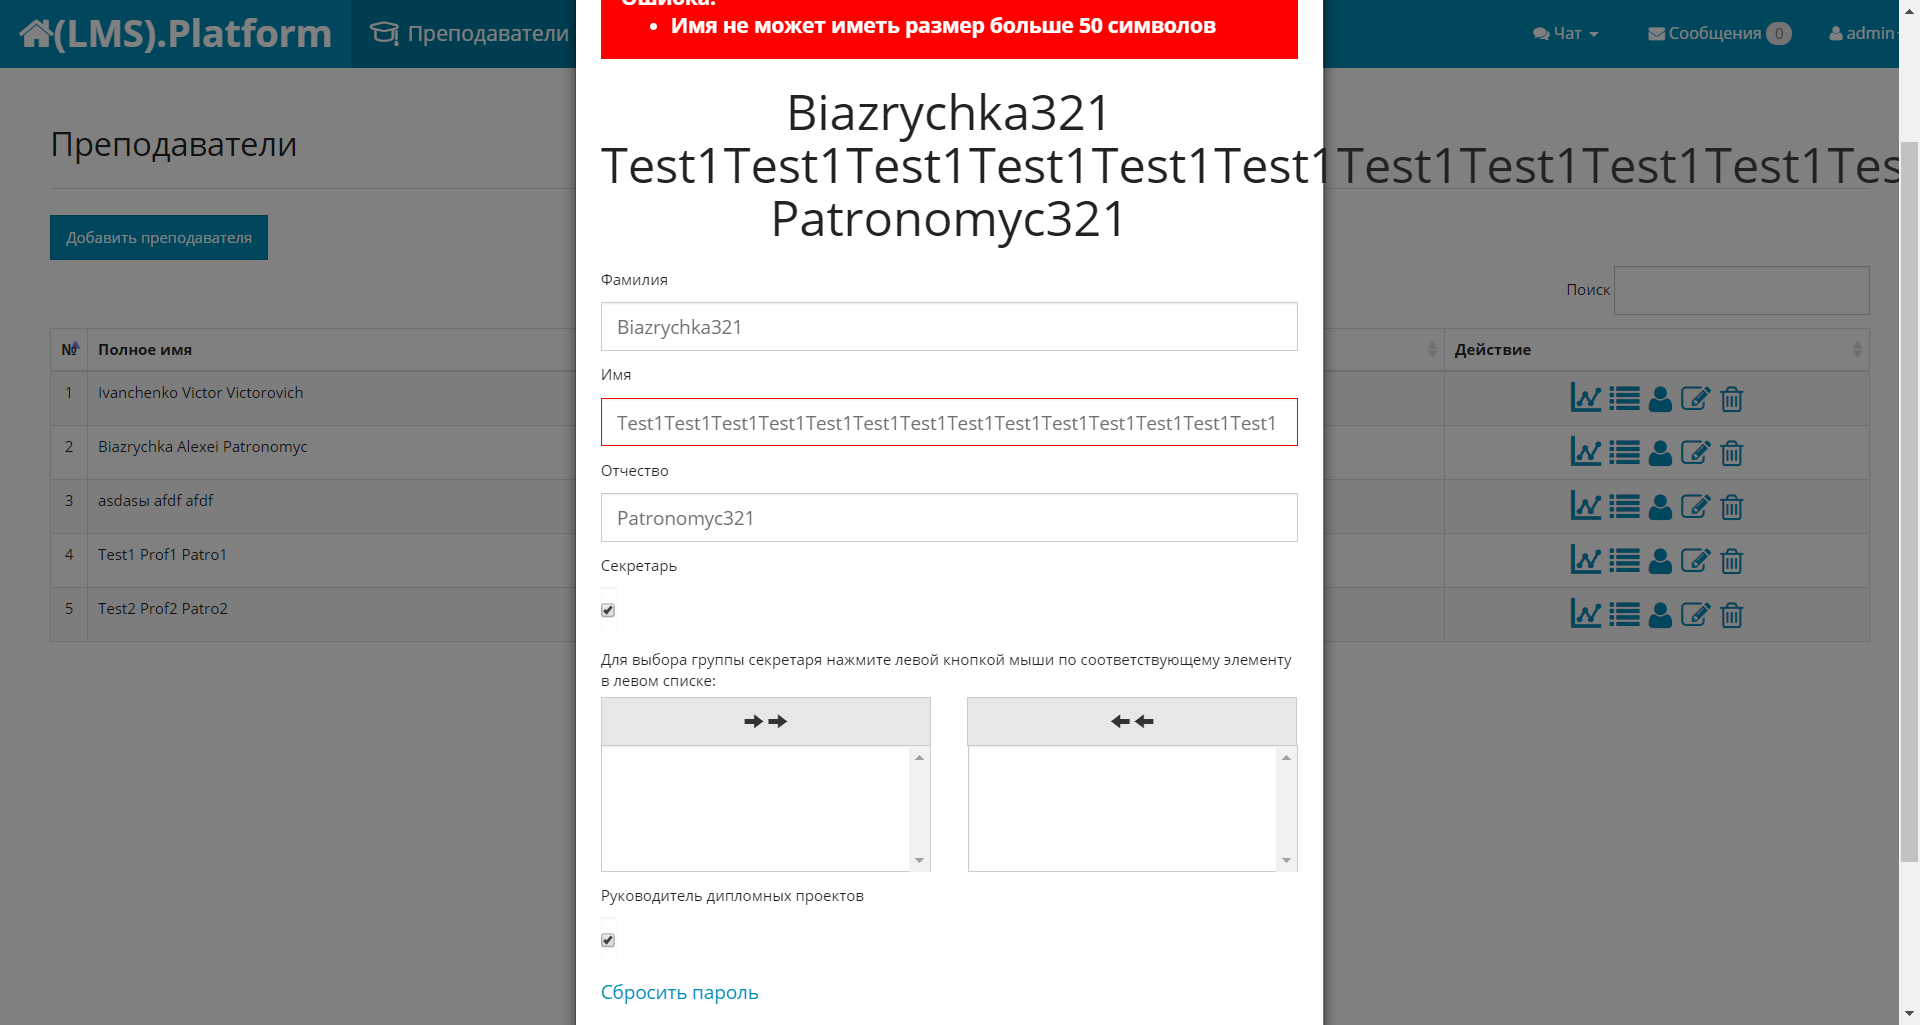 (LMS).Platform
Преподаватели
Чат
Сообщения 0
admin
Ошибка:
Имя не может иметь размер больше 50 символов
Biazrychka321
Test1Test1Test1Test1Test1Test1Test1Test1Test1Test1Tes
Patronomyc321
Преподаватели
Добавить преподавателя
Поиск
№ Полное имя Действие
1 Ivanchenko Victor Victorovich
2 Biazrychka Alexei Patronomyc
3 asdasы afdf afdf
4 Test1 Prof1 Patro1
5 Test2 Prof2 Patro2
Фамилия
Biazrychka321
Имя
Test1Test1Test1Test1Test1Test1Test1Test1Test1Test1Test1Test1Test1Test1
Отчество
Patronomyc321
Секретарь
Для выбора группы секретаря нажмите левой кнопкой мыши по соответствующему элементу
в левом списке:
Руководитель дипломных проектов
Сбросить пароль